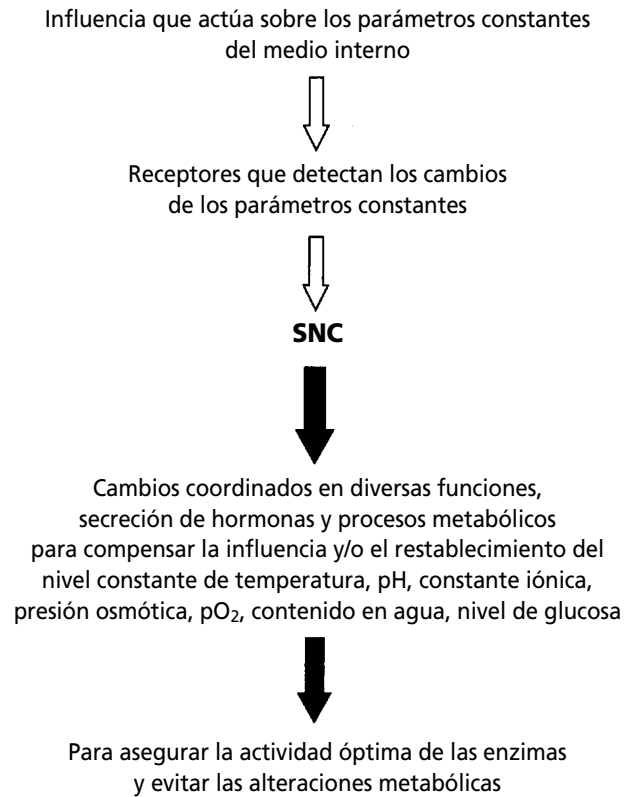 Influencia que actúa sobre los parámetros constantes
del medio interno
Receptores que detectan los cambios
de los parámetros constantes
SNC
Cambios coordinados en diversas funciones,
secreción de hormonas y procesos metabólicos
para compensar la influencia y/o el restablecimiento del
nivel constante de temperatura, pH, constante iónica,
presión osmótica, pO₂, contenido en agua, nivel de glucosa
Para asegurar la actividad óptima de las enzimas
y evitar las alteraciones metabólicas